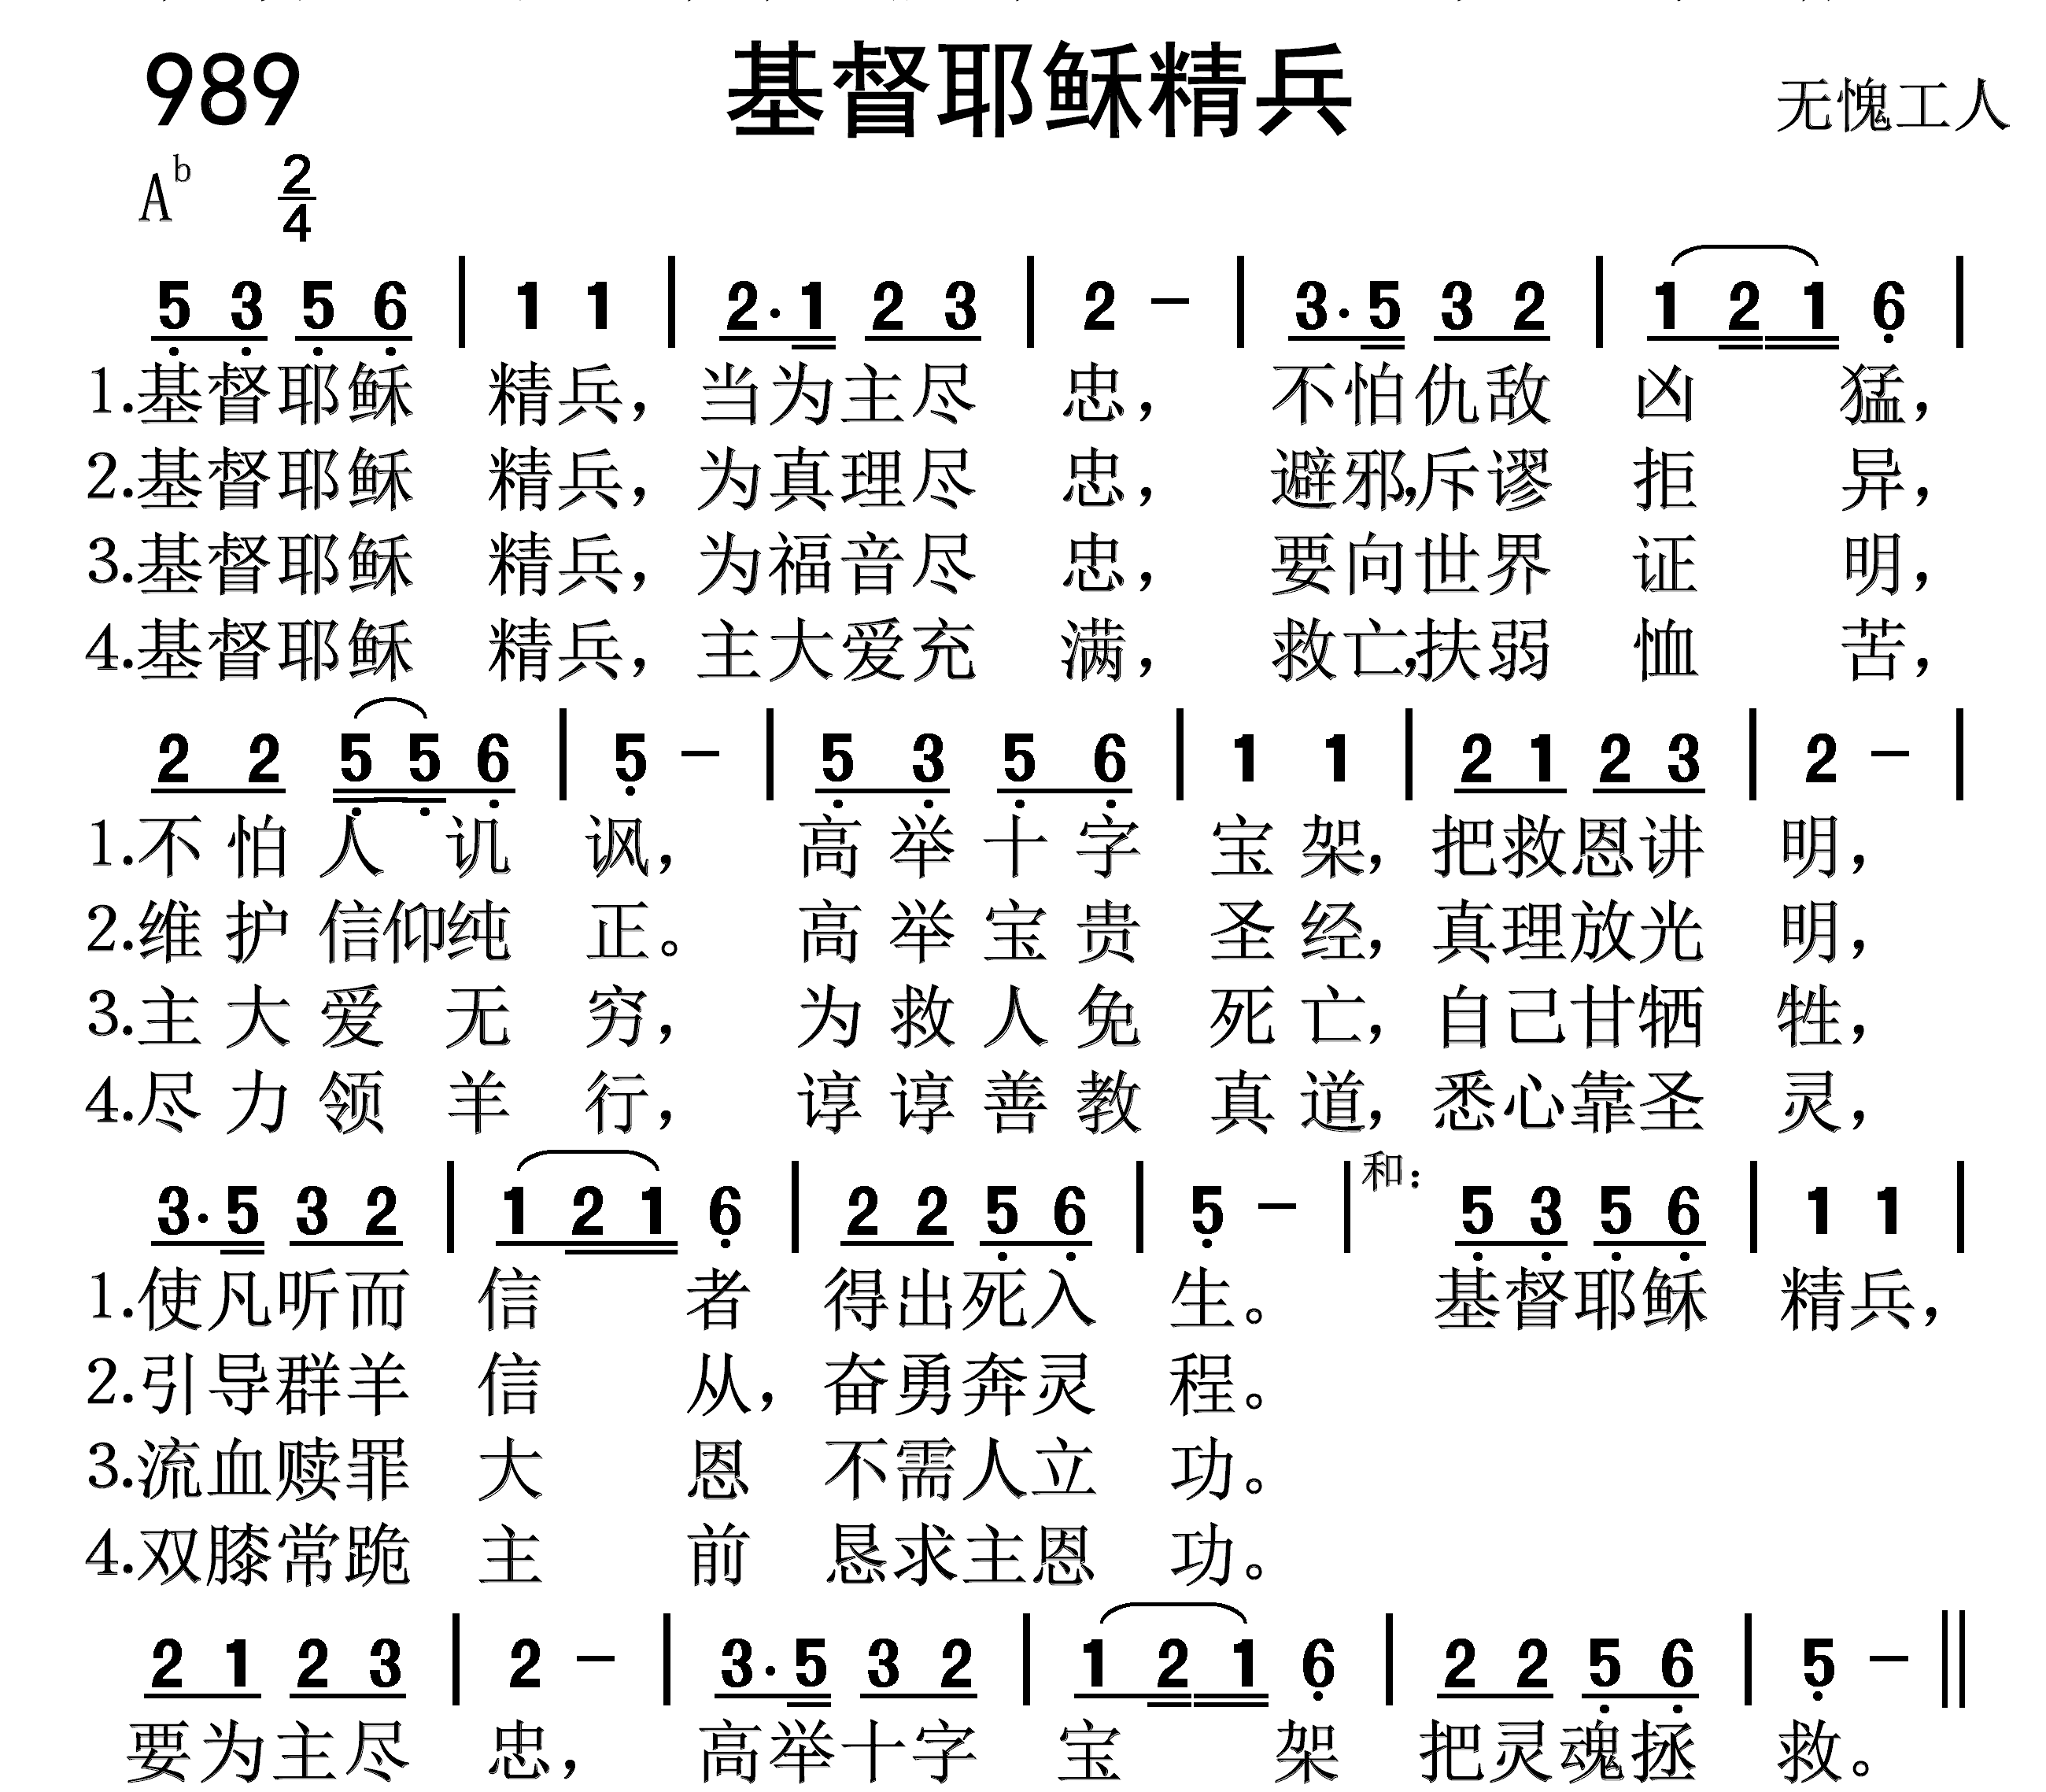 989 基督耶稣精兵 无愧工人
A♭ 2/4
5 3 5 6 | 1 1 | 2·1 2 3 | 2 － | 3·5 3 2 | 1 2 1 6 |
1.基督耶稣 精兵，当为主尽 忠， 不怕仇敌 凶 猛，
2.基督耶稣 精兵，为真理尽 忠， 避邪，斥谬 拒 异，
3.基督耶稣 精兵，为福音尽 忠， 要向世界 证 明，
4.基督耶稣 精兵，主大爱充 满， 救亡，扶弱 恤 苦，
2 2 5 5 6 | 5 － | 5 3 5 6 | 1 1 | 2 1 2 3 | 2 － |
1.不怕人讥 讽， 高举十字 宝架，把救恩讲 明，
2.维护信仰纯 正。 高举宝贵 圣经，真理放光 明，
3.主大爱无 穷， 为救人免 死亡，自己甘牺 牲，
4.尽力领羊 行， 谆谆善教 真道，悉心靠圣 灵，
3·5 3 2 | 1 2 1 6 | 2 2 5 6 | 5 － | 和：5 3 5 6 | 1 1 |
1.使凡听而 信 者 得出死入 生。 基督耶稣 精兵，
2.引导群羊 信 从，奋勇奔灵 程。
3.流血赎罪 大 恩 不需人立 功。
4.双膝常跪 主 前 恳求主恩 功。
2 1 2 3 | 2 － | 3·5 3 2 | 1 2 1 6 | 2 2 5 6 | 5 － ||
要为主尽 忠， 高举十字 宝 架 把灵魂拯 救。